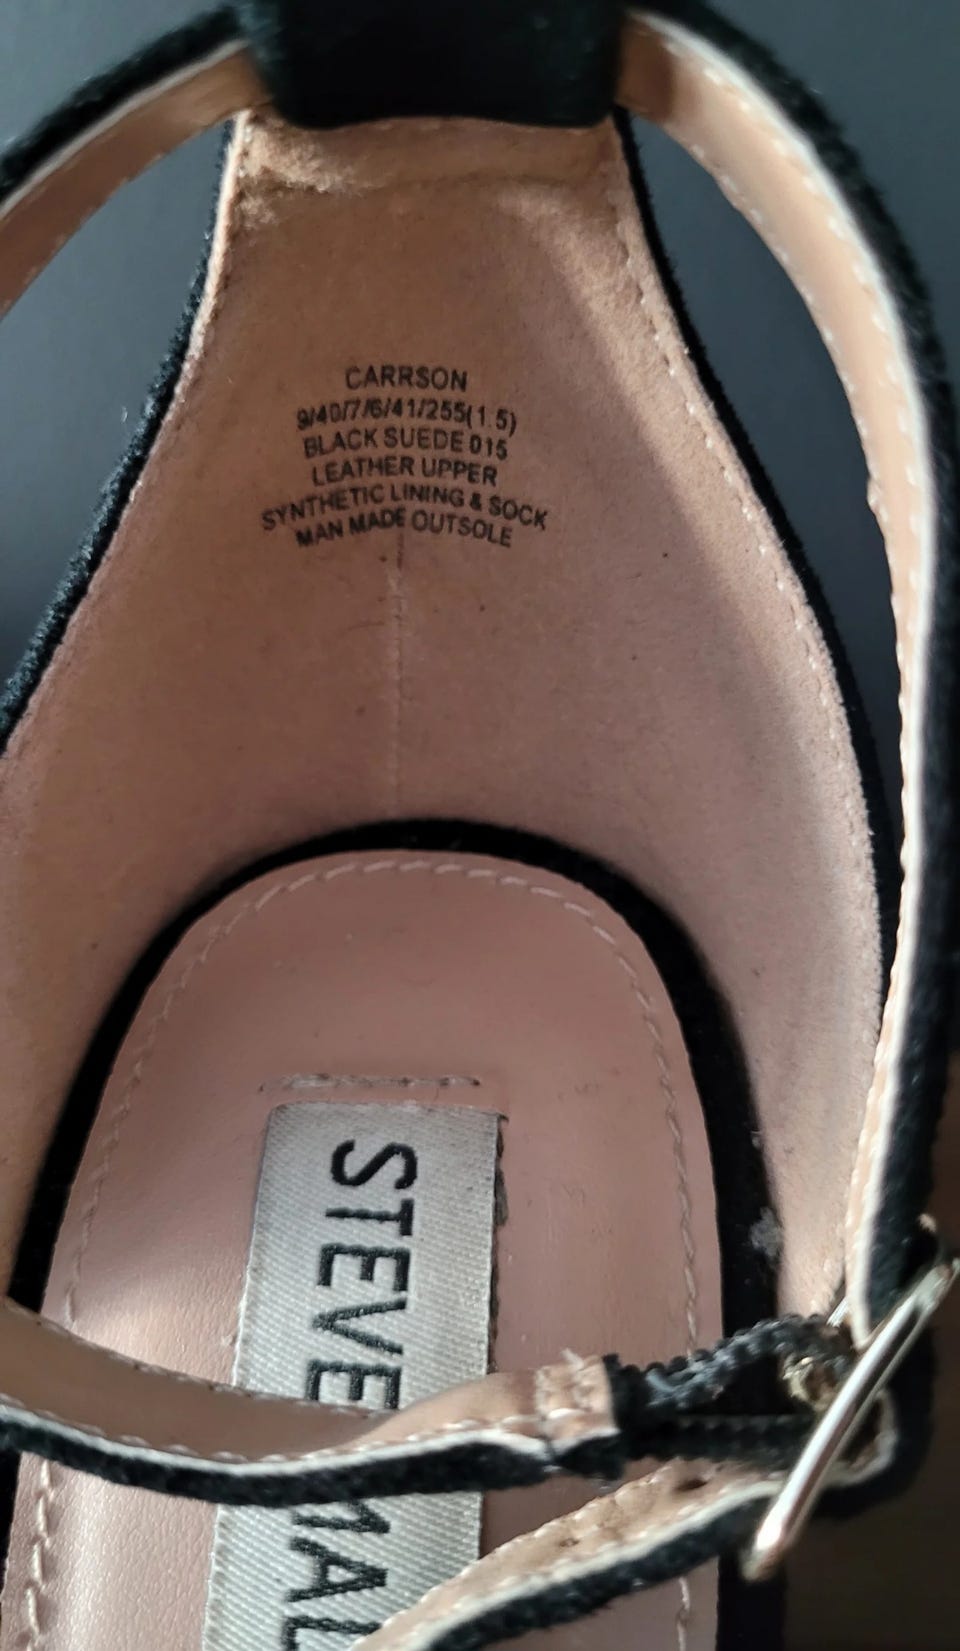 CARRSON
9/40/7/6/41/255(1.5)
BLACK SUEDE 015
LEATHER UPPER
SYNTHETIC LINING & SOCK
MAN MADE OUTSOLE
STEVE MAD